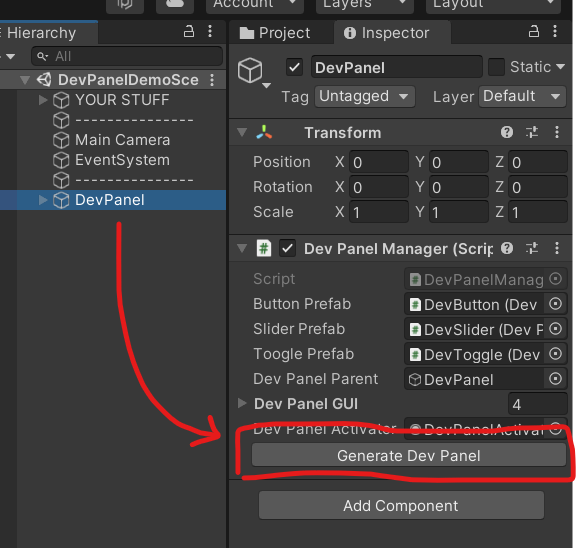 Account
Layers
Layout
Hierarchy
Project
Inspector
All
DevPanelDemoSce
YOUR STUFF
---------------
Main Camera
EventSystem
---------------
DevPanel
DevPanel
Static
Tag
Untagged
Layer
Default
Transform
Position X 0 Y 0 Z 0
Rotation X 0 Y 0 Z 0
Scale X 1 Y 1 Z 1
Dev Panel Manager (Scrip
Script DevPanelManag
Button Prefab DevButton (Dev
Slider Prefab DevSlider (Dev P
Toogle Prefab DevToggle (Dev
Dev Panel Parent DevPanel
Dev Panel GUI 4
Dev Panel Activator DevPanelActivat
Generate Dev Panel
Add Component